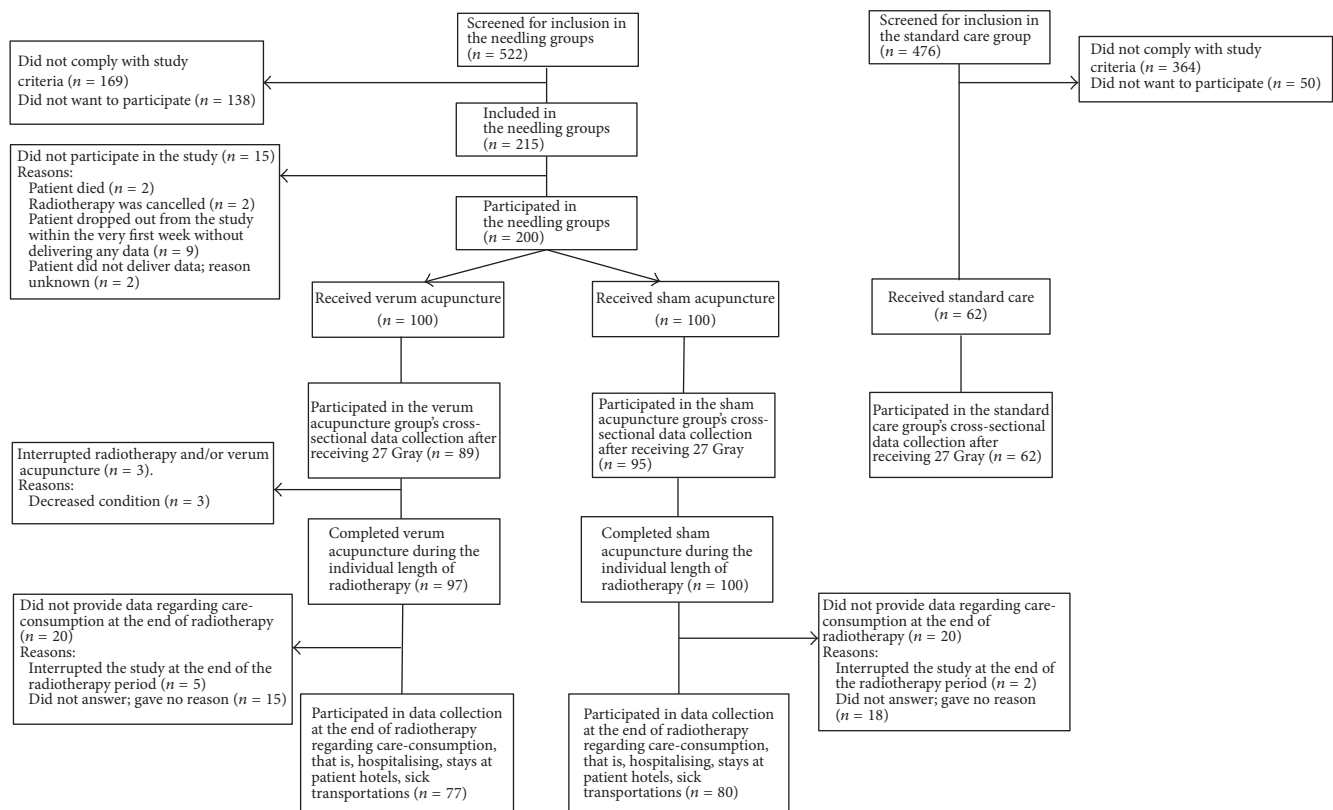 Screened for inclusion in
the needling groups
(n = 522)
Screened for inclusion in
the standard care group
(n = 476)
Did not comply with study
criteria (n = 169)
Did not want to participate (n = 138)
Did not comply with study
criteria (n = 364)
Did not want to participate (n = 50)
Included in
the needling groups
(n = 215)
Did not participate in the study (n = 15)
Reasons:
Patient died (n = 2)
Radiotherapy was cancelled (n = 2)
Patient dropped out from the study
within the very first week without
delivering any data (n = 9)
Patient did not deliver data; reason
unknown (n = 2)
Participated in
the needling groups
(n = 200)
Received verum acupuncture
(n = 100)
Received sham acupuncture
(n = 100)
Received standard care
(n = 62)
Participated in the verum
acupuncture group's cross-
sectional data collection after
receiving 27 Gray (n = 89)
Participated in the sham
acupuncture group's cross-
sectional data collection
after receiving 27 Gray
(n = 95)
Participated in the standard
care group's cross-sectional
data collection after
receiving 27 Gray (n = 62)
Interrupted radiotherapy and/or verum
acupuncture (n = 3).
Reasons:
Decreased condition (n = 3)
Completed verum
acupuncture during the
individual length of
radiotherapy (n = 97)
Completed sham
acupuncture during the
individual length of
radiotherapy (n = 100)
Did not provide data regarding care-
consumption at the end of radiotherapy
(n = 20)
Reasons:
Interrupted the study at the end of the
radiotherapy period (n = 5)
Did not answer; gave no reason (n = 15)
Did not provide data regarding care-
consumption at the end of
radiotherapy (n = 20)
Reasons:
Interrupted the study at the end of
the radiotherapy period (n = 2)
Did not answer; gave no reason
(n = 18)
Participated in data collection
at the end of radiotherapy
regarding care-consumption,
that is, hospitalising, stays at
patient hotels, sick
transportations (n = 77)
Participated in data collection
at the end of radiotherapy
regarding care-consumption,
that is, hospitalising, stays at
patient hotels, sick
transportations (n = 80)